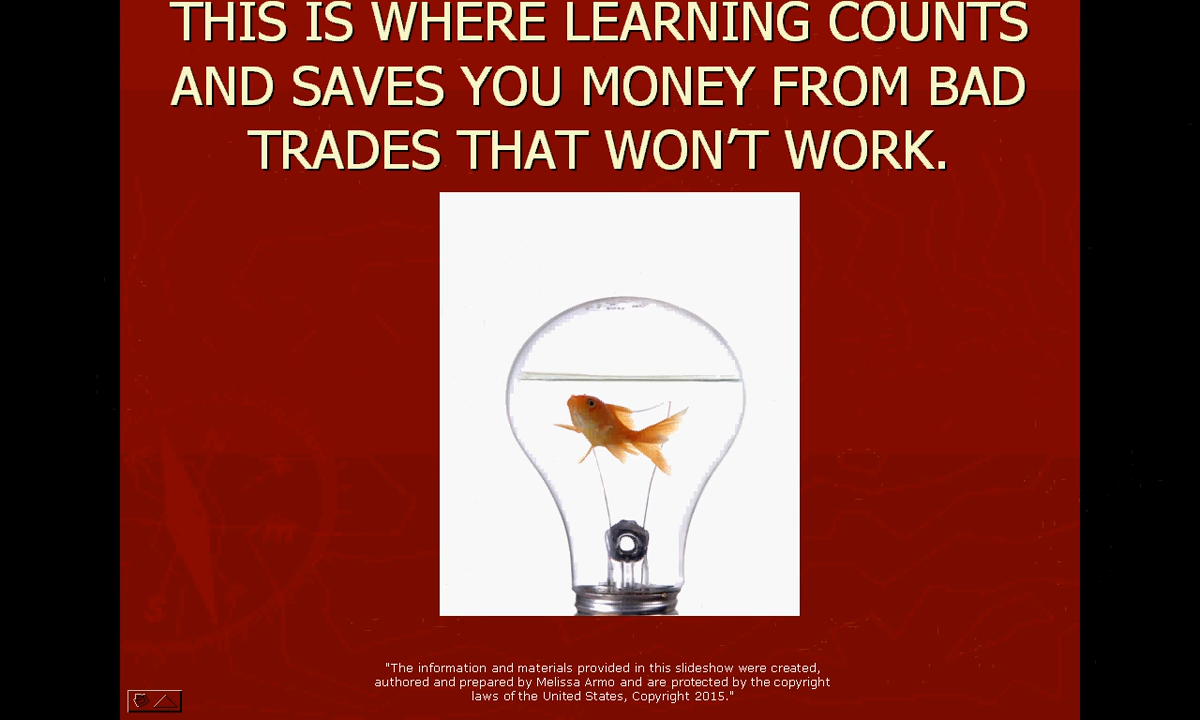 THIS IS WHERE LEARNING COUNTS
AND SAVES YOU MONEY FROM BAD
TRADES THAT WON'T WORK.
"The information and materials provided in this slideshow were created,
authored and prepared by Melissa Armo and are protected by the copyright
laws of the United States, Copyright 2015."